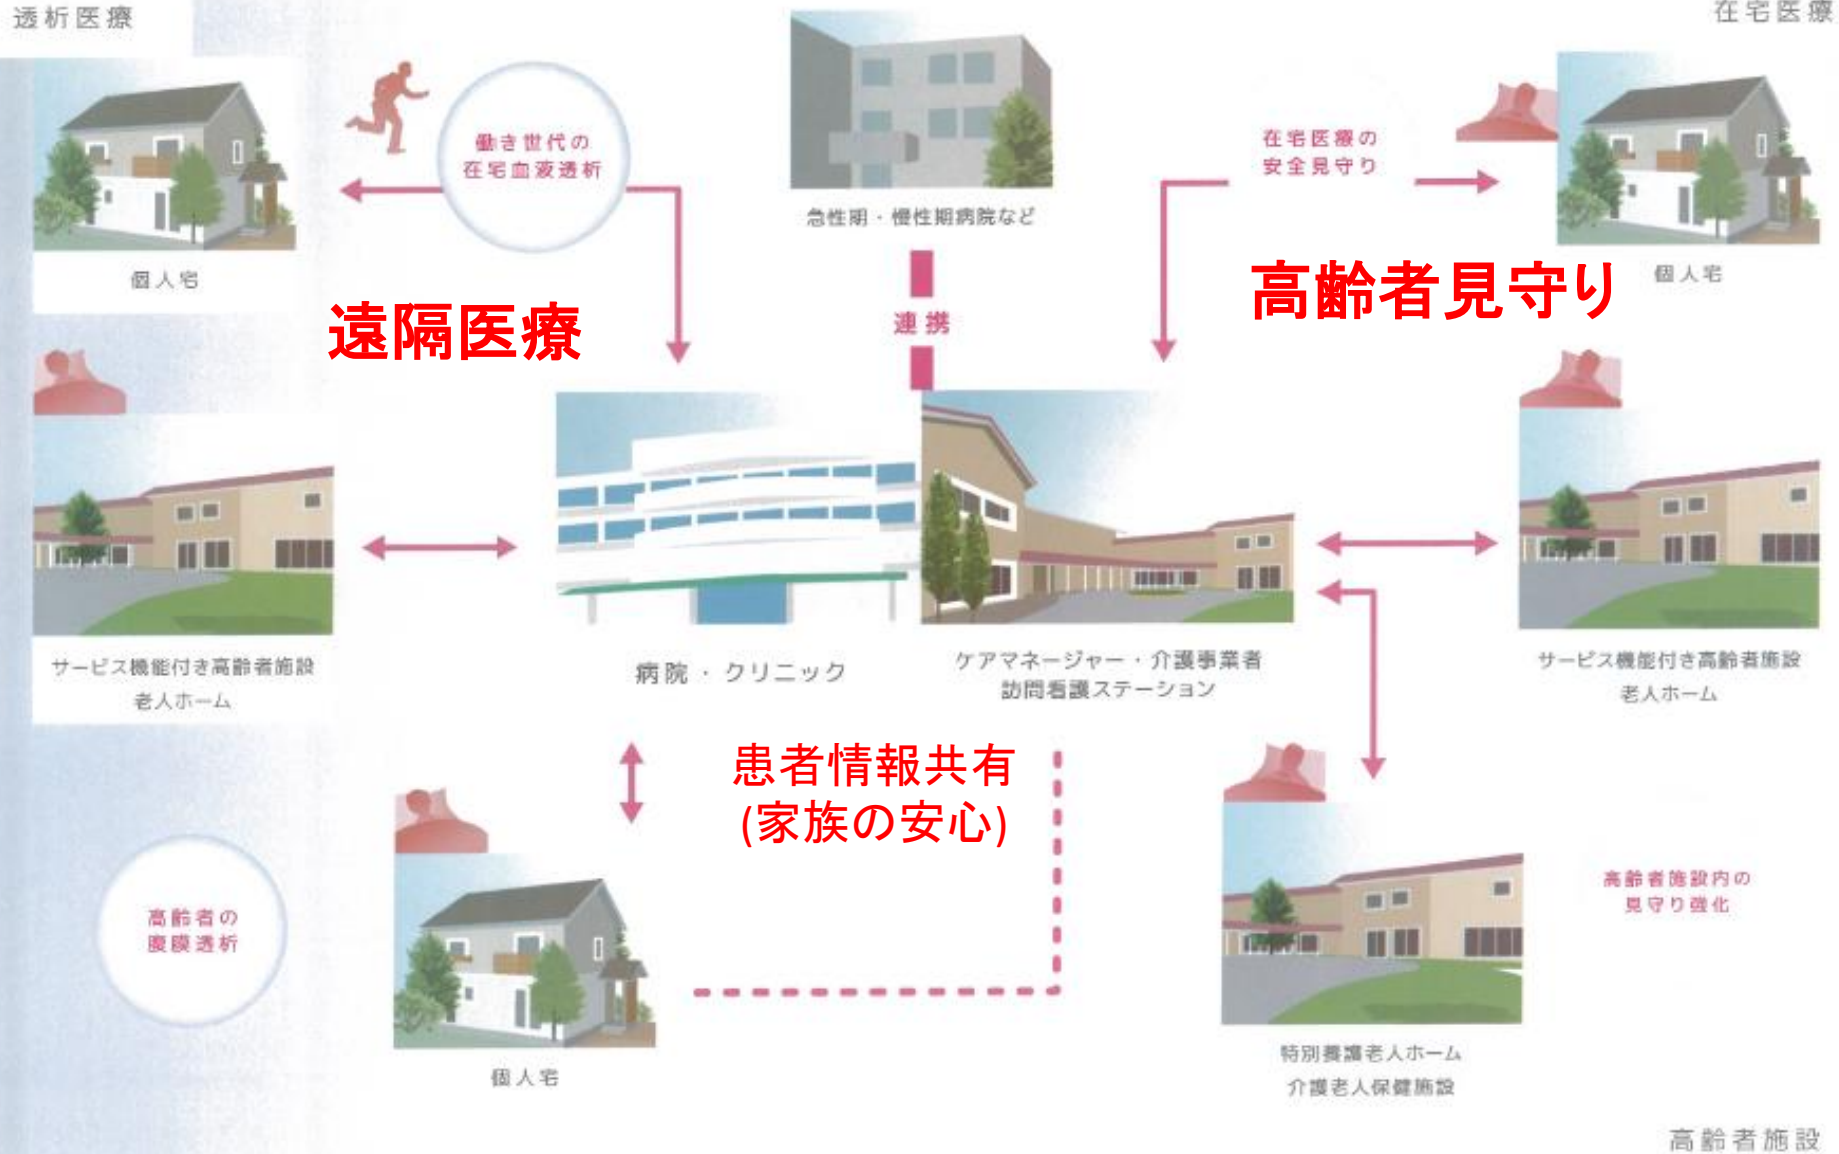 透析医療
在宅医療
働き世代の
在宅血液透析
在宅医療の
安全見守り
急性期・慢性期病院など
個人宅
個人宅
遠隔医療
連携
高齢者見守り
サービス機能付き高齢者施設
老人ホーム
病院・クリニック
ケアマネージャー・介護事業者
訪問看護ステーション
サービス機能付き高齢者施設
老人ホーム
患者情報共有
(家族の安心)
高齢者の
腹膜透析
高齢者施設内の
見守り強化
個人宅
特別養護老人ホーム
介護老人保健施設
高齢者施設